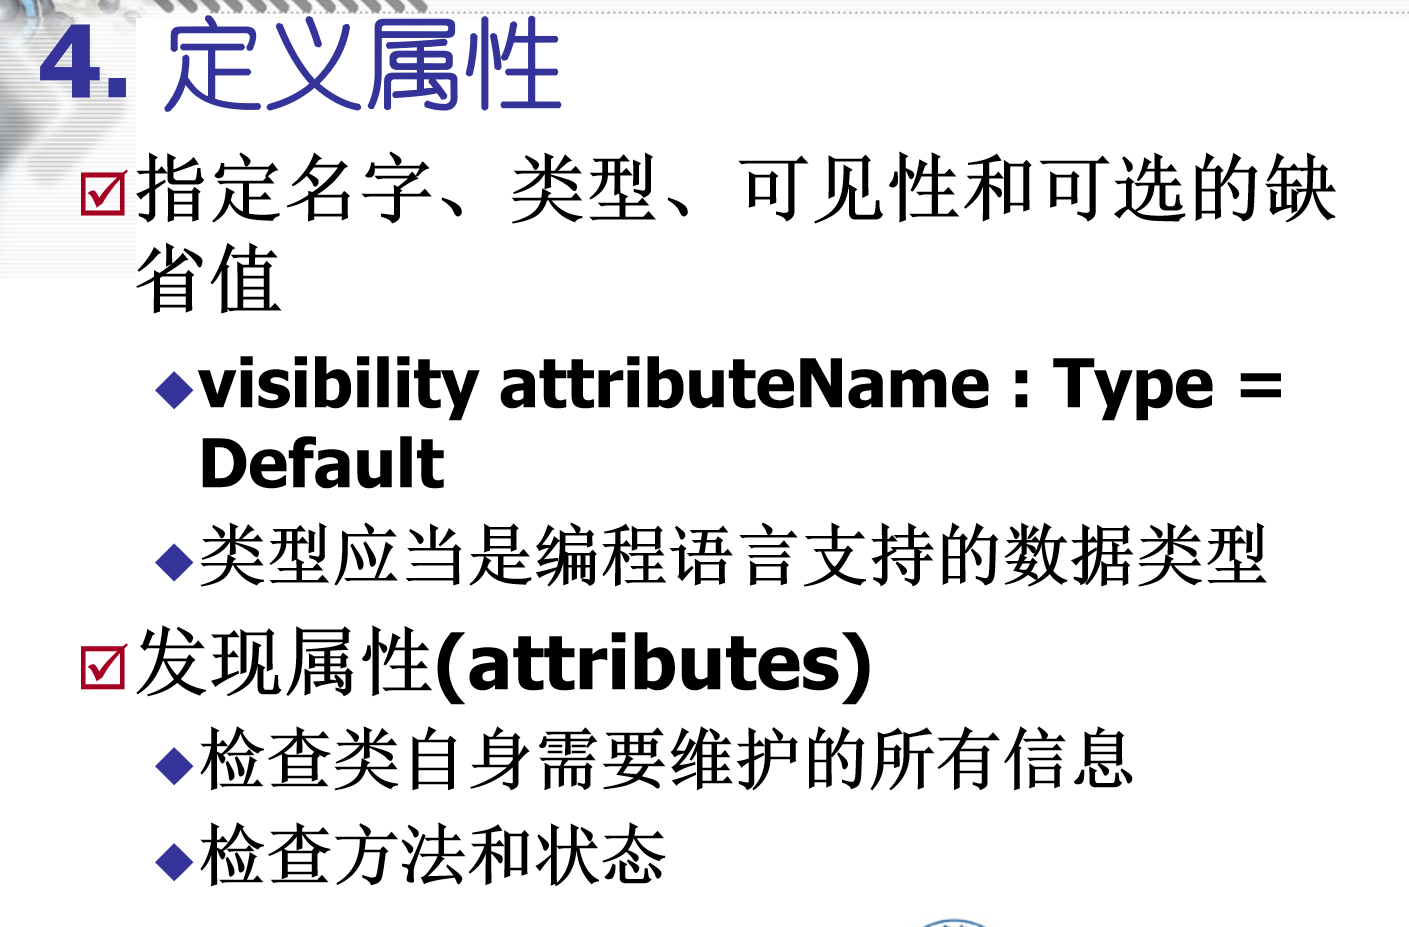 4. 定义属性
指定名字、类型、可见性和可选的缺
省值
visibility attributeName : Type =
Default
类型应当是编程语言支持的数据类型
发现属性(attributes)
检查类自身需要维护的所有信息
检查方法和状态